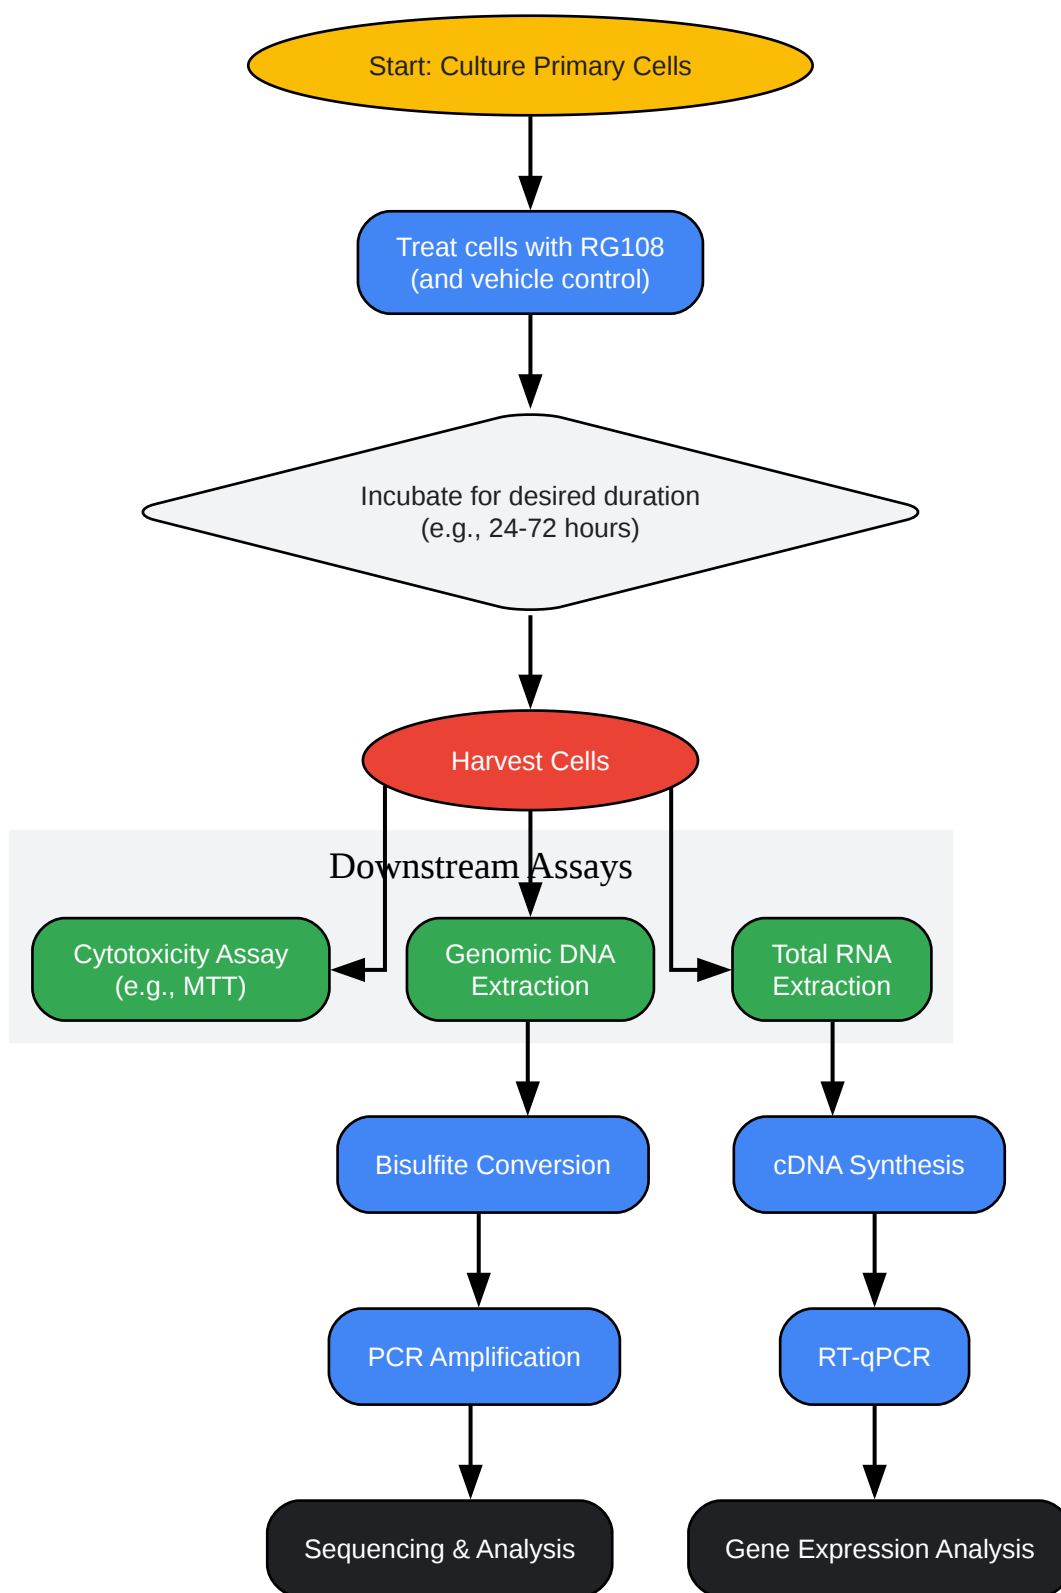 Start: Culture Primary Cells
Treat cells with RG108
(and vehicle control)
Incubate for desired duration
(e.g., 24-72 hours)
Harvest Cells
Downstream Assays
Cytotoxicity Assay
(e.g., MTT)
Genomic DNA
Extraction
Total RNA
Extraction
Bisulfite Conversion
cDNA Synthesis
PCR Amplification
RT-qPCR
Sequencing & Analysis
Gene Expression Analysis